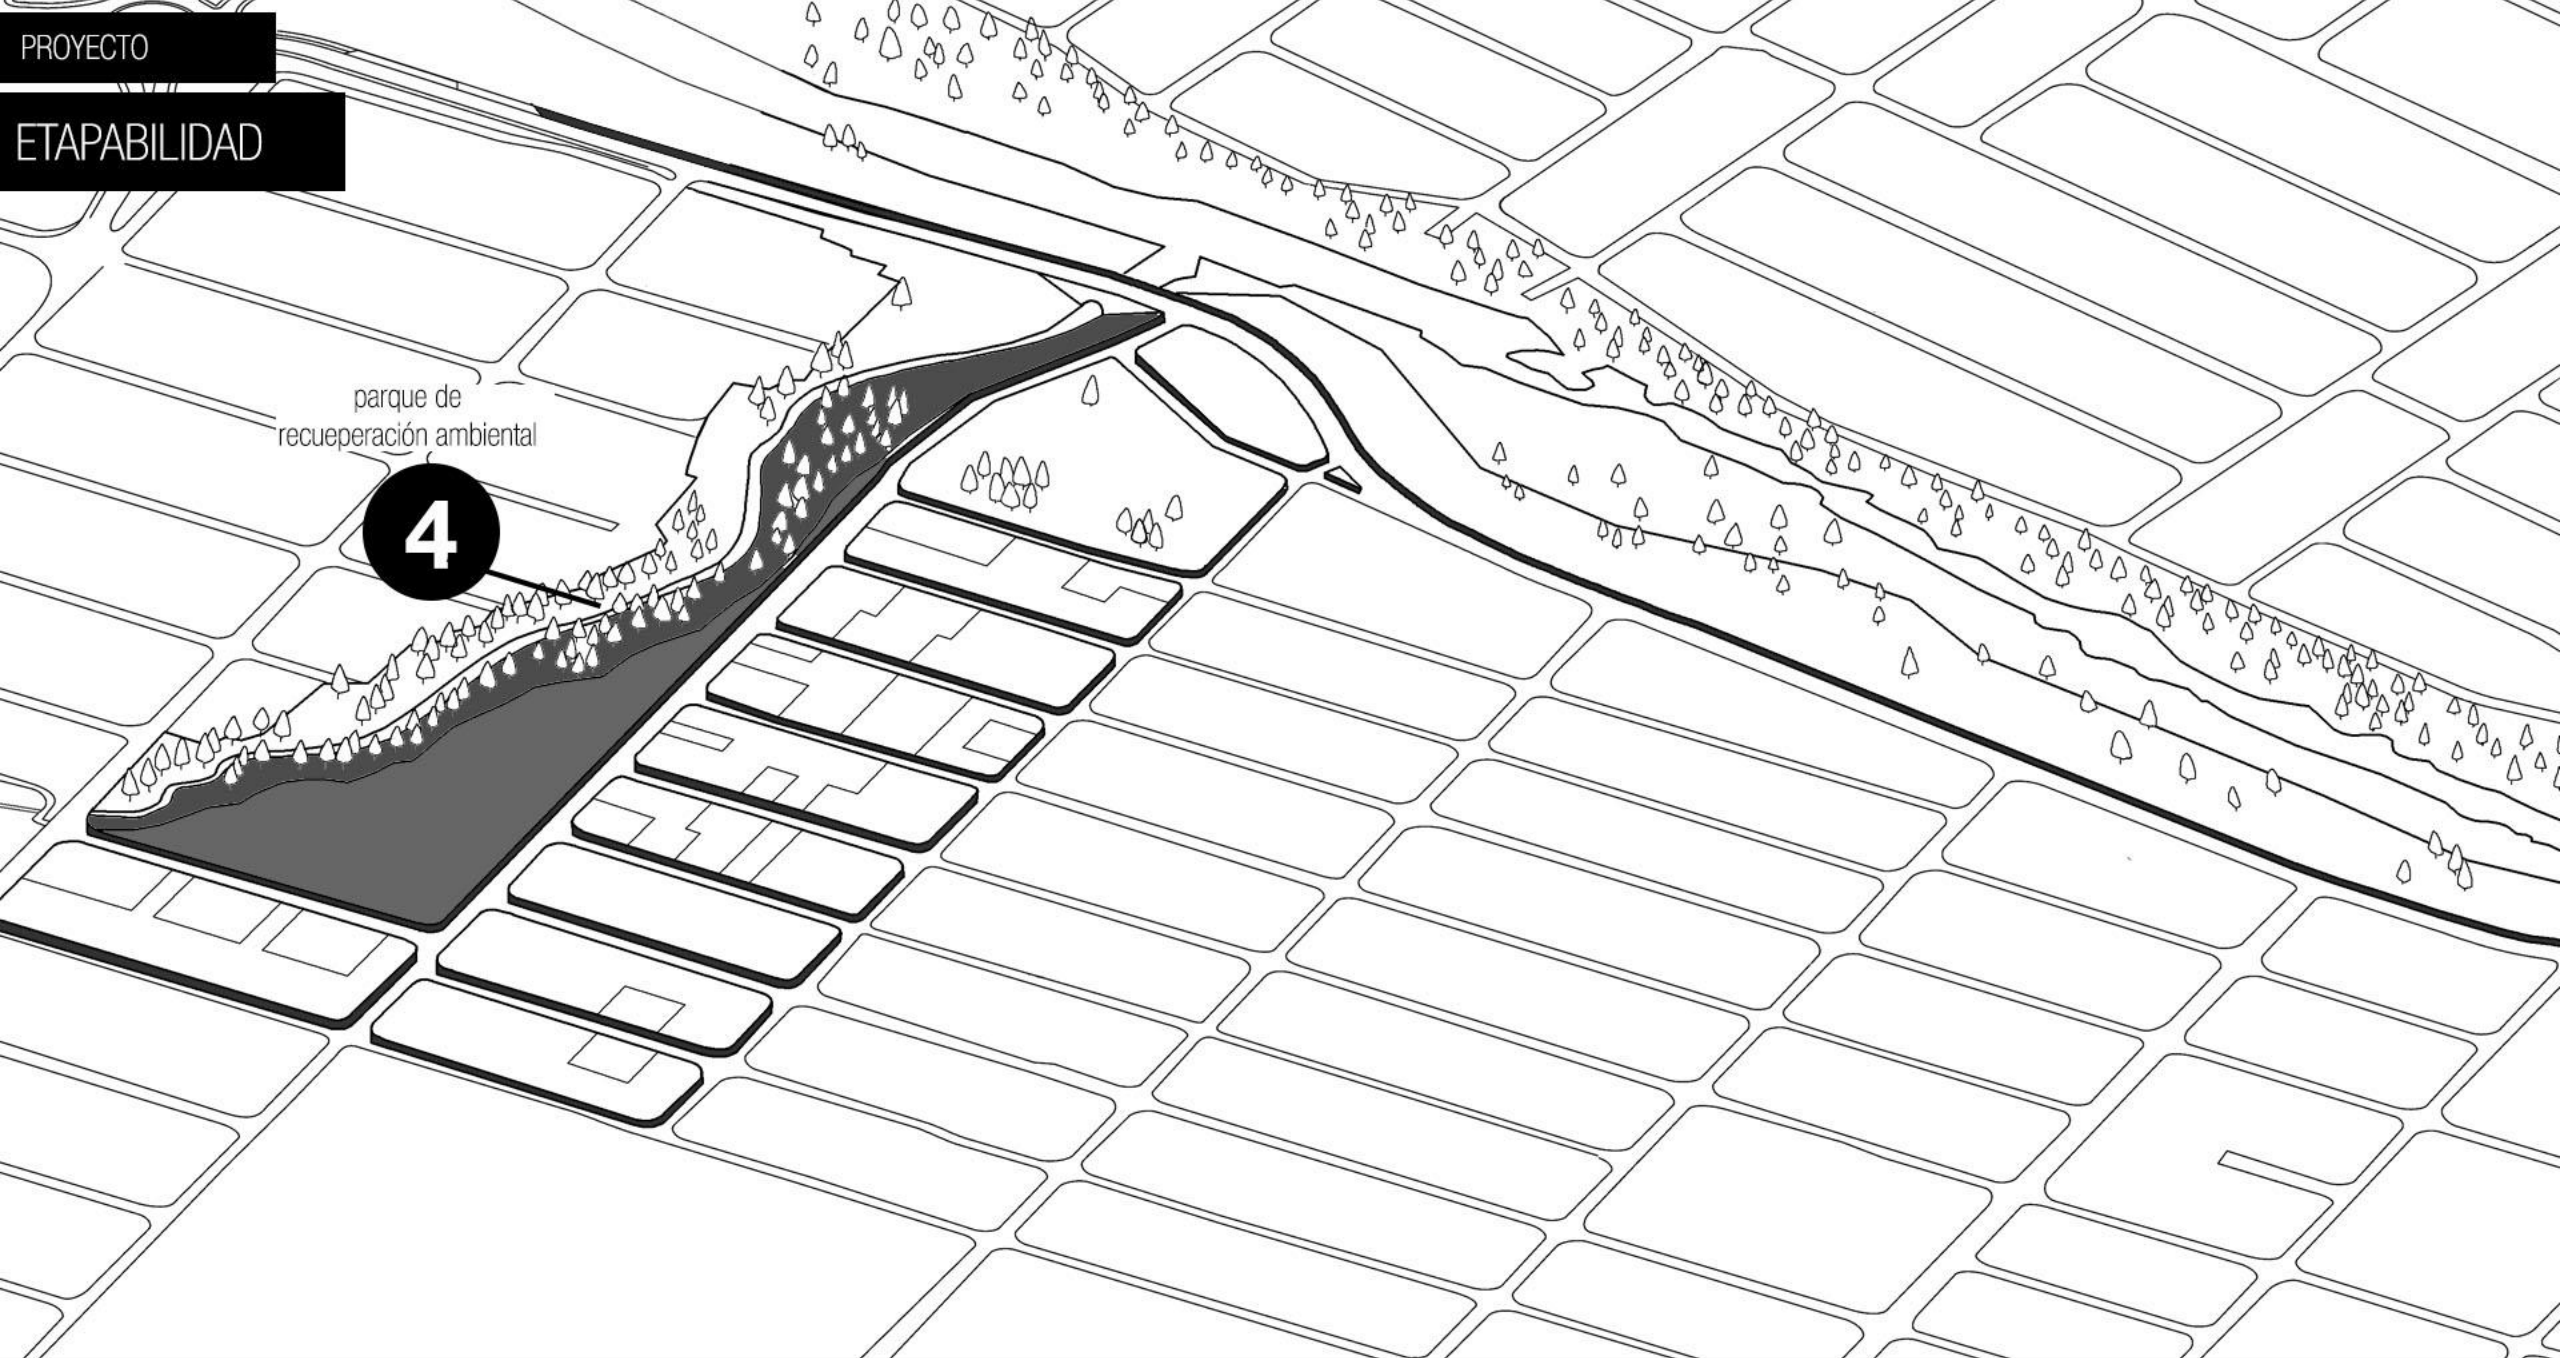 PROYECTO
ETAPABILIDAD
parque de
recueperación ambiental
4